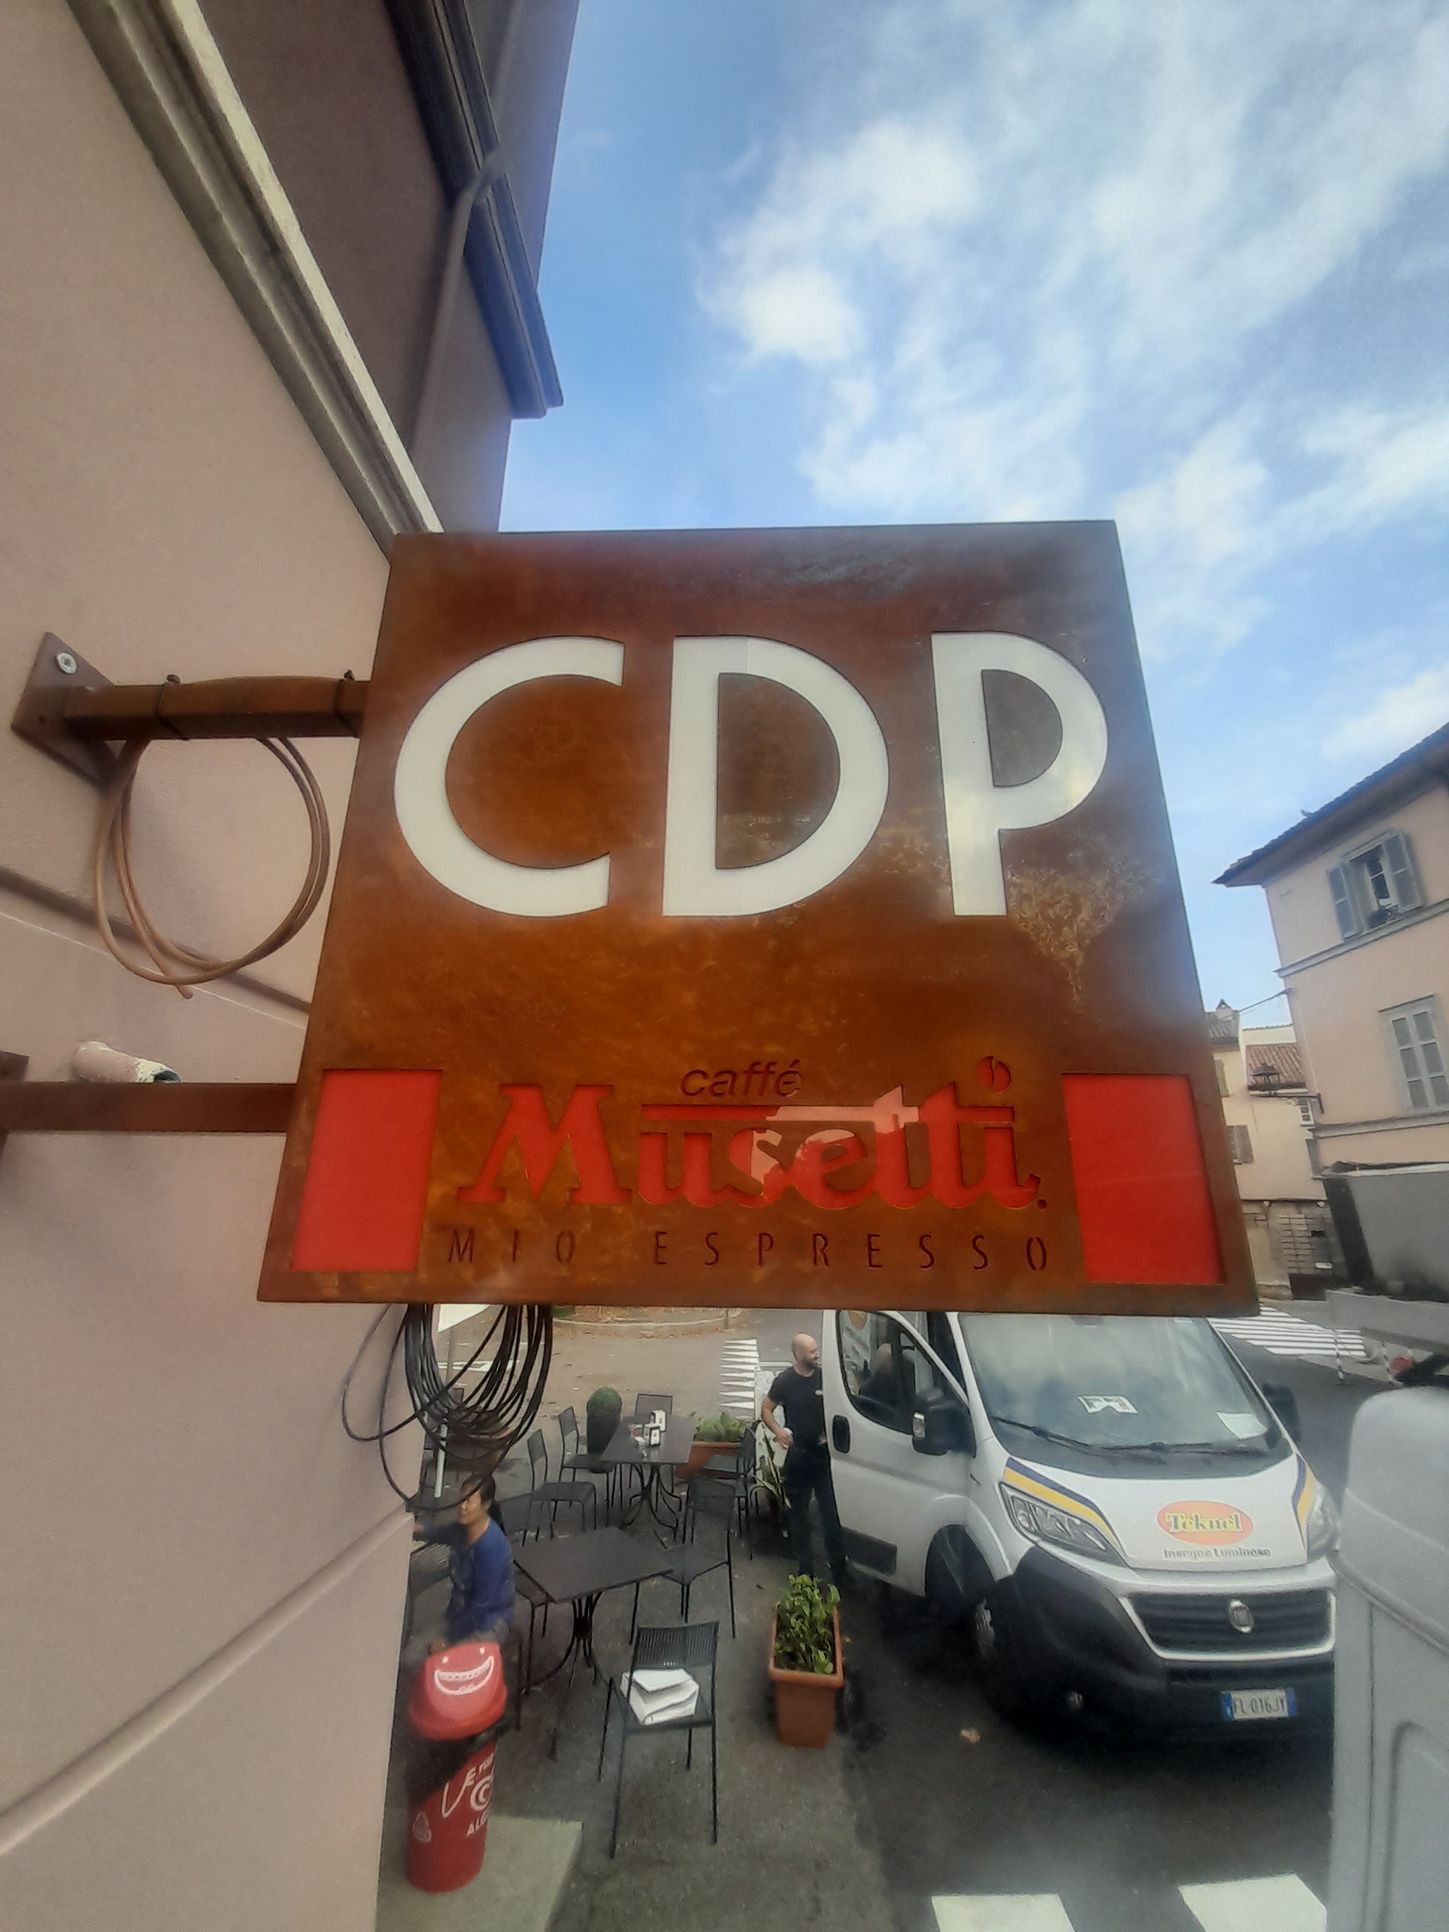 CDP
caffé
Musetti
MIO ESPRESSO
Teknel
Insegne Luminose
FL 016JY